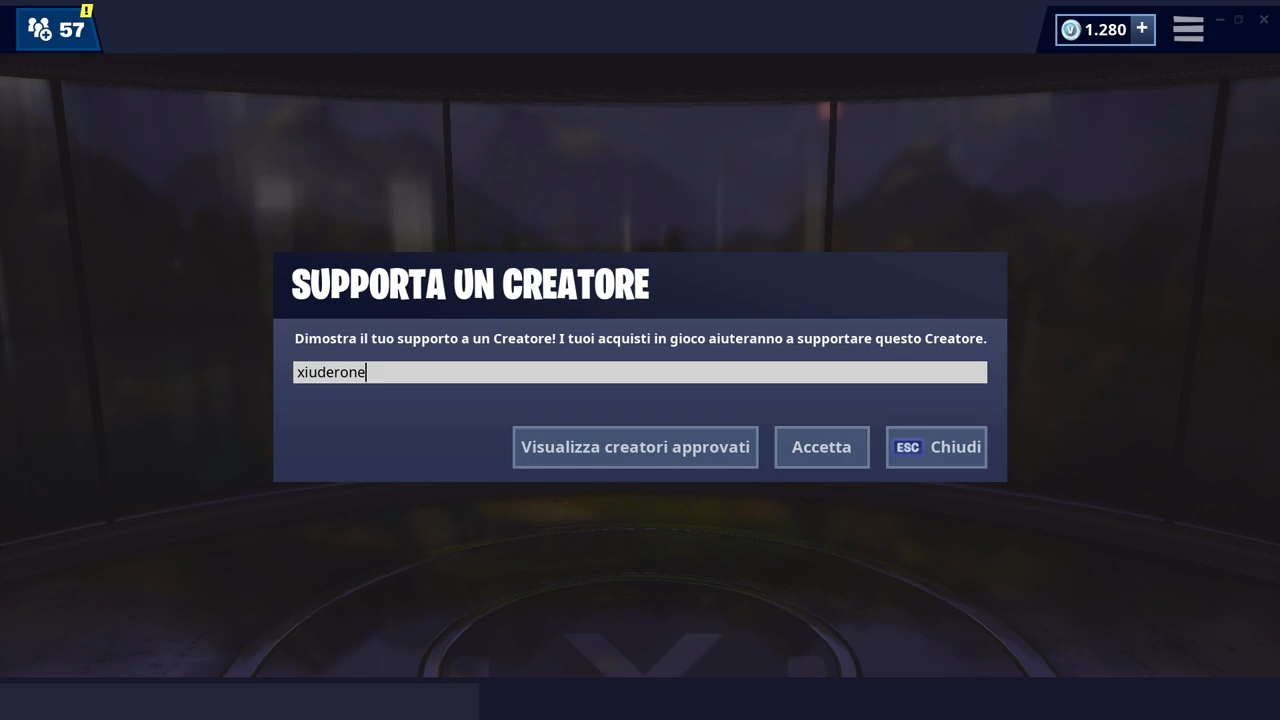 57
!
1.280 +
SUPPORTA UN CREATORE
Dimostra il tuo supporto a un Creatore! I tuoi acquisti in gioco aiuteranno a supportare questo Creatore.
xiuderone
Visualizza creatori approvati
Accetta
ESC Chiudi